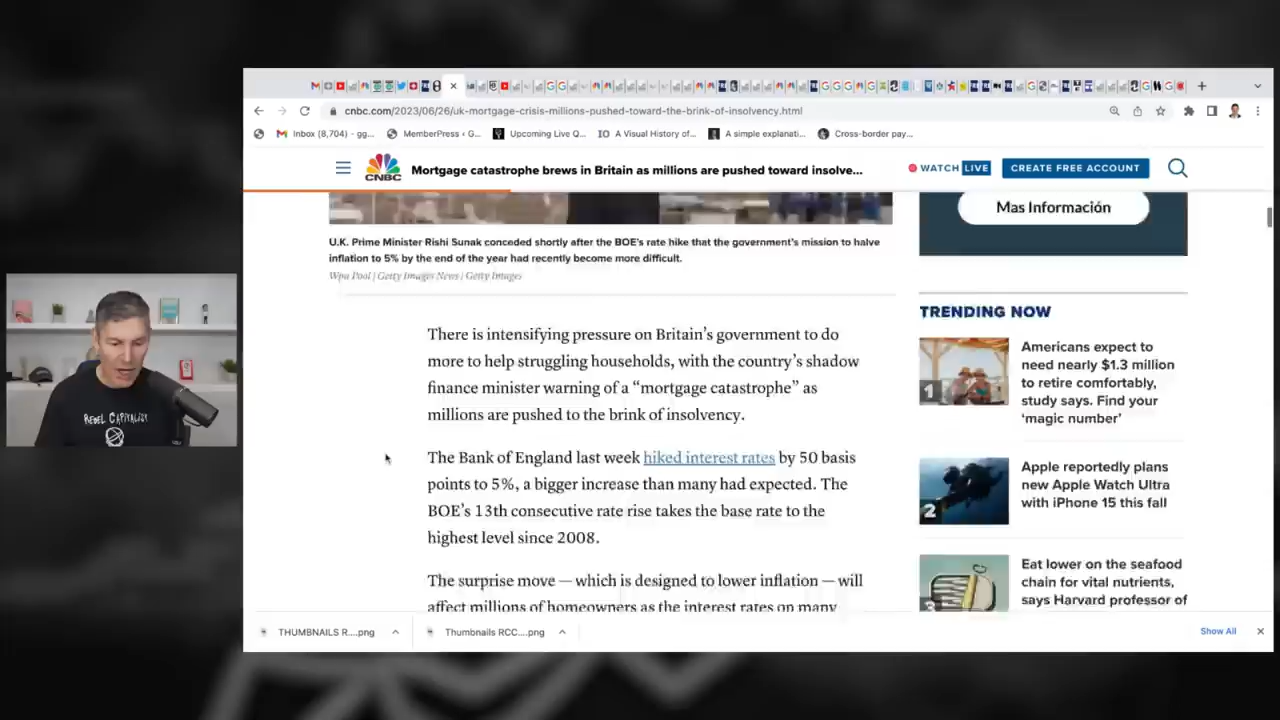 cnbc.com/2023/06/26/uk-mortgage-crisis-millions-pushed-toward-the-brink-of-insolvency.html
Inbox (8,704) - gg...
MemberPress ‹ G...
Upcoming Live Q...
IO A Visual History of...
A simple explanati...
Cross-border pay...
CNBC
Mortgage catastrophe brews in Britain as millions are pushed toward insolve...
WATCH LIVE
CREATE FREE ACCOUNT
Mas Información
U.K. Prime Minister Rishi Sunak conceded shortly after the BOE's rate hike that the government's mission to halve
inflation to 5% by the end of the year had recently become more difficult.
Wpa Pool | Getty Images News | Getty Images
There is intensifying pressure on Britain's government to do
more to help struggling households, with the country's shadow
finance minister warning of a “mortgage catastrophe” as
millions are pushed to the brink of insolvency.
The Bank of England last week hiked interest rates by 50 basis
points to 5%, a bigger increase than many had expected. The
BOE's 13th consecutive rate rise takes the base rate to the
highest level since 2008.
The surprise move — which is designed to lower inflation — will
affect millions of homeowners as the interest rates on many
TRENDING NOW
1
Americans expect to
need nearly $1.3 million
to retire comfortably,
study says. Find your
‘magic number’
2
Apple reportedly plans
new Apple Watch Ultra
with iPhone 15 this fall
3
Eat lower on the seafood
chain for vital nutrients,
says Harvard professor of
REBEL CAPITALIST
THUMBNAILS R....png
Thumbnails RCC....png
Show All